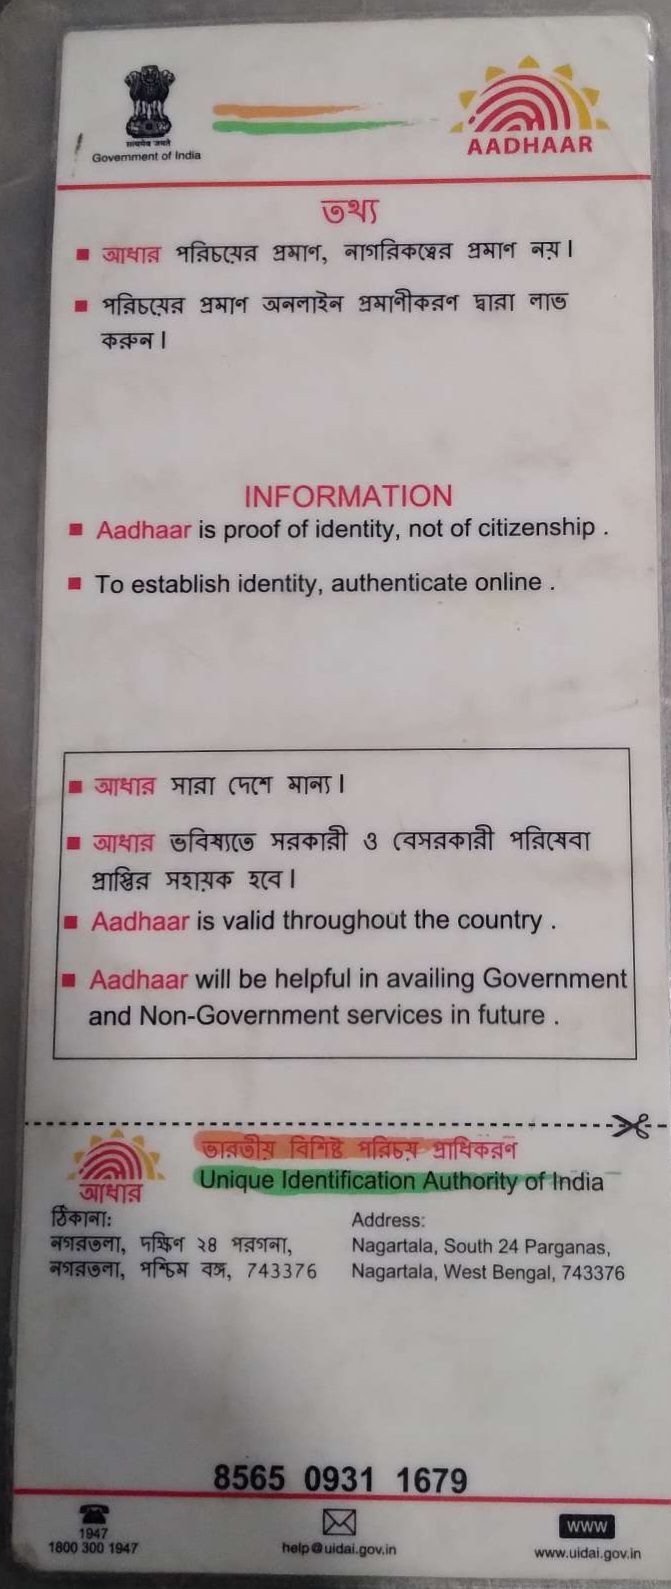 सत्यमेव जयते
Government of India
AADHAAR
তথ্য
আধার পরিচয়ের প্রমাণ, নাগরিকত্বের প্রমাণ নয়।
পরিচয়ের প্রমাণ অনলাইন প্রমাণীকরণ দ্বারা লাভ
করুন।
INFORMATION
Aadhaar is proof of identity, not of citizenship .
To establish identity, authenticate online .
আধার সারা দেশে মান্য।
আধার ভবিষ্যতে সরকারী ও বেসরকারী পরিষেবা
প্রাপ্তির সহায়ক হবে।
Aadhaar is valid throughout the country .
Aadhaar will be helpful in availing Government
and Non-Government services in future .
ভারতীয় বিশিষ্ট পরিচয় প্রাধিকরণ
Unique Identification Authority of India
আধার
ঠিকানা:
নগরতলা, দক্ষিণ ২৪ পরগনা,
নগরতলা, পশ্চিম বঙ্গ, 743376
Address:
Nagartala, South 24 Parganas,
Nagartala, West Bengal, 743376
8565 0931 1679
1947
1800 300 1947
help@uidai.gov.in
www
www.uidai.gov.in